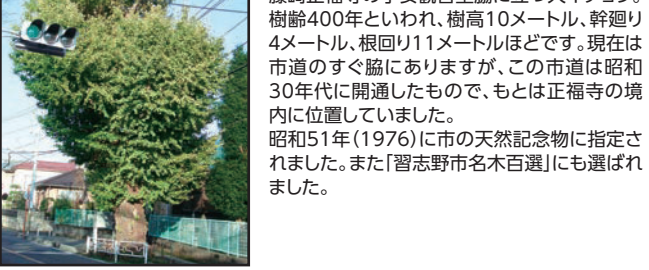 樹齢400年といわれ、樹高10メートル、幹廻り
4メートル、根回り11メートルほどです。現在は
市道のすぐ脇にありますが、この市道は昭和
30年代に開通したもので、もとは正福寺の境
内に位置していました。
昭和51年(1976)に市の天然記念物に指定さ
れました。また「習志野市名木百選」にも選ばれ
ました。